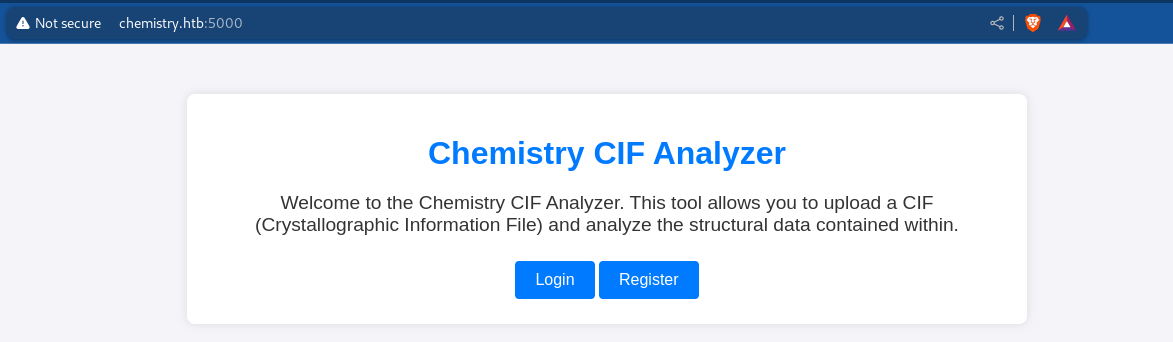 Not secure chemistry.htb:5000
Chemistry CIF Analyzer
Welcome to the Chemistry CIF Analyzer. This tool allows you to upload a CIF
(Crystallographic Information File) and analyze the structural data contained within.
Login Register